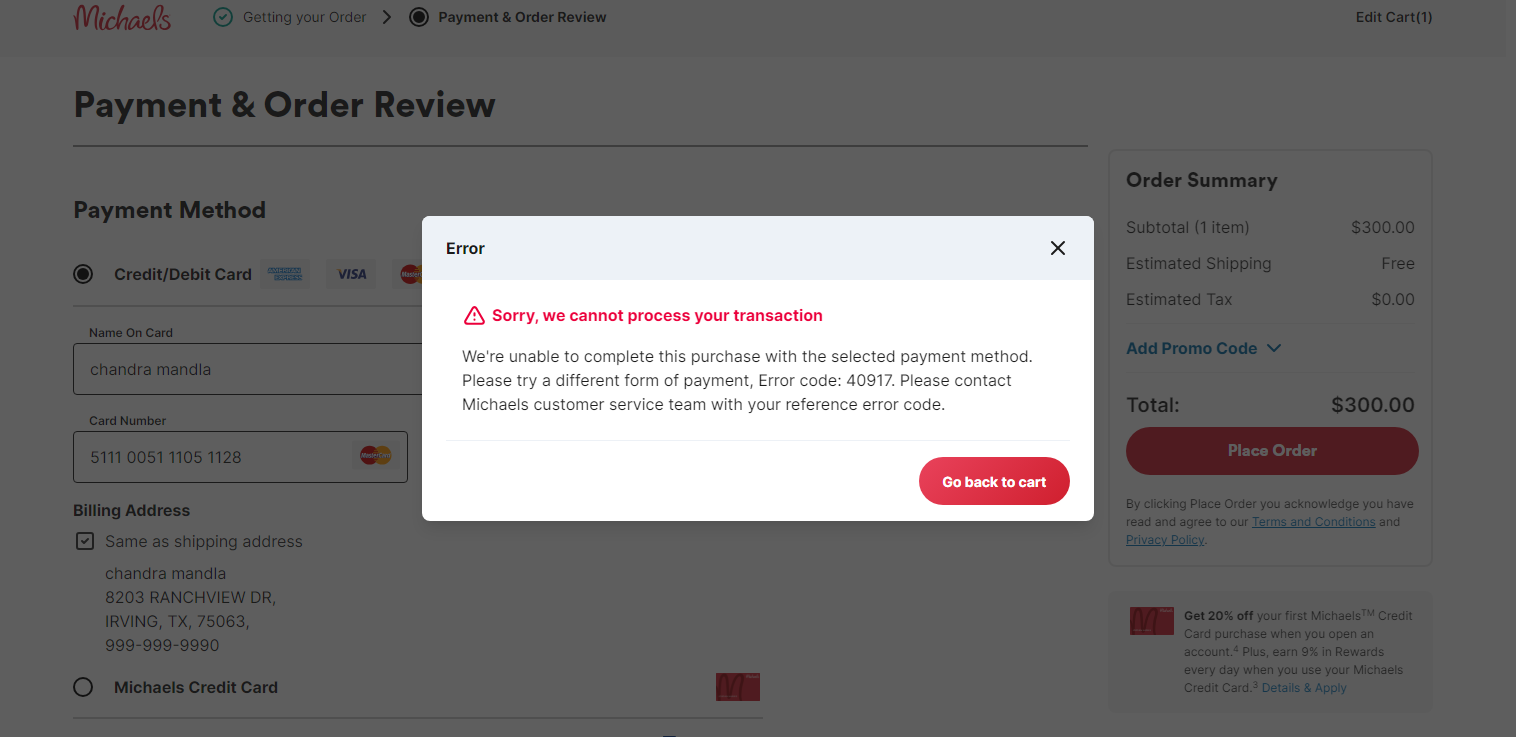 Michaels
Getting your Order
Payment & Order Review
Edit Cart(1)
Payment & Order Review
Payment Method
Credit/Debit Card
AMERICAN EXPRESS
VISA
Name On Card
chandra mandla
Card Number
5111 0051 1105 1128
MasterCard
Billing Address
Same as shipping address
chandra mandla
8203 RANCHVIEW DR,
IRVING, TX, 75063,
999-999-9990
Michaels Credit Card
Error
Sorry, we cannot process your transaction
We're unable to complete this purchase with the selected payment method.
Please try a different form of payment, Error code: 40917. Please contact
Michaels customer service team with your reference error code.
Go back to cart
Order Summary
Subtotal (1 item) $300.00
Estimated Shipping Free
Estimated Tax $0.00
Add Promo Code
Total: $300.00
Place Order
By clicking Place Order you acknowledge you have
read and agree to our Terms and Conditions and
Privacy Policy.
Get 20% off your first Michaels™ Credit
Card purchase when you open an
account.⁴ Plus, earn 9% in Rewards
every day when you use your Michaels
Credit Card.³ Details & Apply